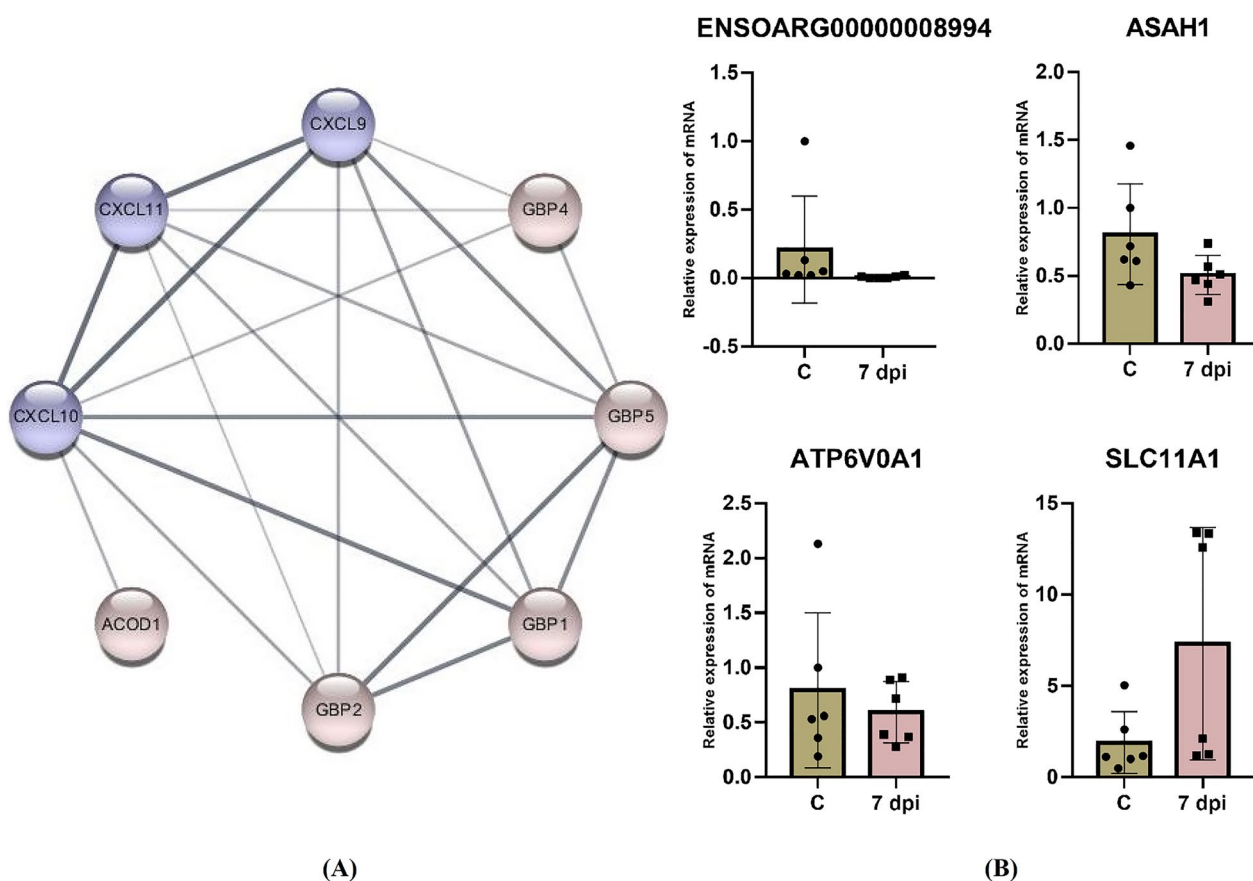 CXCL9
CXCL11
GBP4
CXCL10
GBP5
ACOD1
GBP1
GBP2
(A)
ENSOARG00000008994
Relative expression of mRNA
1.5
1.0
0.5
0.0
-0.5
C 7 dpi
ASAH1
Relative expression of mRNA
2.0
1.5
1.0
0.5
0.0
C 7 dpi
ATP6V0A1
Relative expression of mRNA
2.5
2.0
1.5
1.0
0.5
0.0
C 7 dpi
SLC11A1
Relative expression of mRNA
15
10
5
0
C 7 dpi
(B)